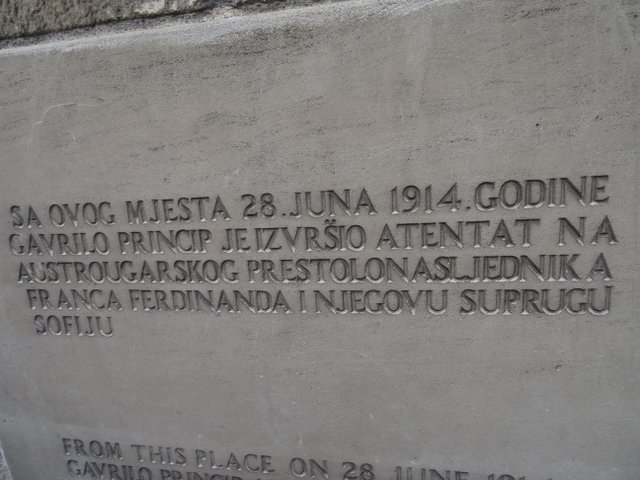 SA OVOG MJESTA 28. JUNA 1914. GODINE
GAVRILO PRINCIP JE IZVRŠIO ATENTAT NA
AUSTROUGARSKOG PRESTOLONASLJEDNIKA
FRANCA FERDINANDA I NJEGOVU SUPRUGU
SOFIJU
FROM THIS PLACE ON 28 JUNE 1914
GAVRILO PRINCIP